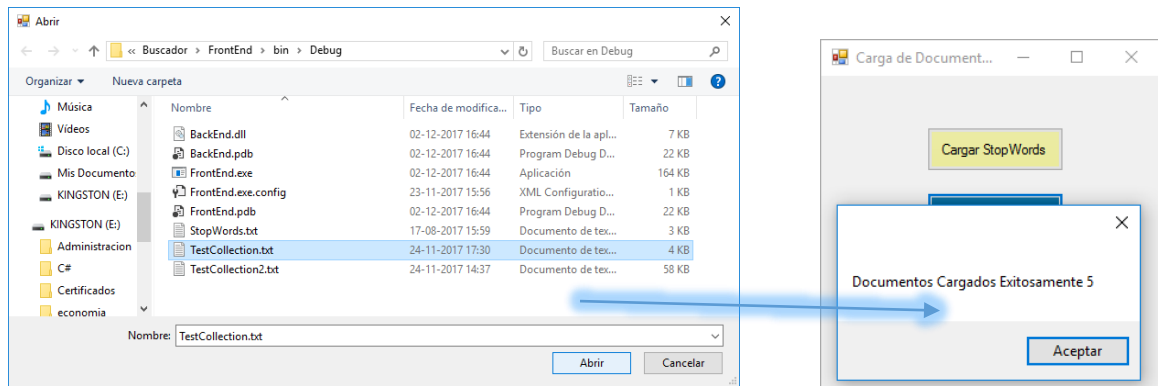 Abrir
« Buscador > FrontEnd > bin > Debug
Buscar en Debug
Organizar
Nueva carpeta
Música
Vídeos
Disco local (C:)
Mis Documento
KINGSTON (E:)
KINGSTON (E:)
Administracion
C#
Certificados
economia
Nombre Fecha de modifica... Tipo Tamaño
BackEnd.dll 02-12-2017 16:44 Extensión de la apl... 7 KB
BackEnd.pdb 02-12-2017 16:44 Program Debug D... 22 KB
FrontEnd.exe 02-12-2017 16:44 Aplicación 164 KB
FrontEnd.exe.config 23-11-2017 15:56 XML Configuratio... 1 KB
FrontEnd.pdb 02-12-2017 16:44 Program Debug D... 22 KB
StopWords.txt 17-08-2017 15:59 Documento de tex... 3 KB
TestCollection.txt 24-11-2017 17:30 Documento de tex... 4 KB
TestCollection2.txt 24-11-2017 14:37 Documento de tex... 58 KB
Nombre: TestCollection.txt
Abrir
Cancelar
Carga de Document...
Cargar StopWords
Documentos Cargados Exitosamente 5
Aceptar